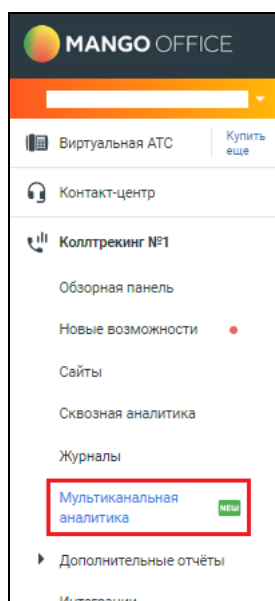 MANGO OFFICE
Виртуальная АТС
Купить
еще
Контакт-центр
Коллтрекинг №1
Обзорная панель
Новые возможности
Сайты
Сквозная аналитика
Журналы
Мультиканальная
аналитика
NEW
Дополнительные отчёты
Интеграции